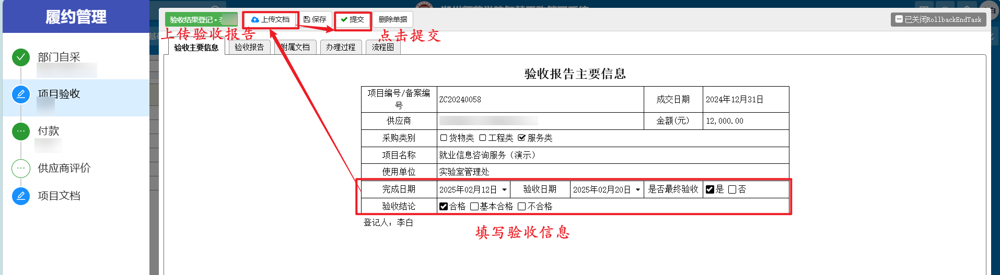 履约管理
部门自采
项目验收
付款
供应商评价
项目文档
验收结果登记 •
上传文档
保存
提交
删除单据
已关闭RollbackEndTask
上传验收报告
点击提交
验收主要信息
验收报告
附属文档
办理过程
流程图
验收报告主要信息
项目编号/备案编号 ZC20240058 成交日期 2024年12月31日
供应商 金额(元) 12,000.00
采购类别 货物类 工程类 服务类
项目名称 就业信息咨询服务（演示）
使用单位 实验室管理处
完成日期 2025年02月12日 验收日期 2025年02月20日 是否最终验收 是 否
验收结论 合格 基本合格 不合格
登记人：李白
填写验收信息